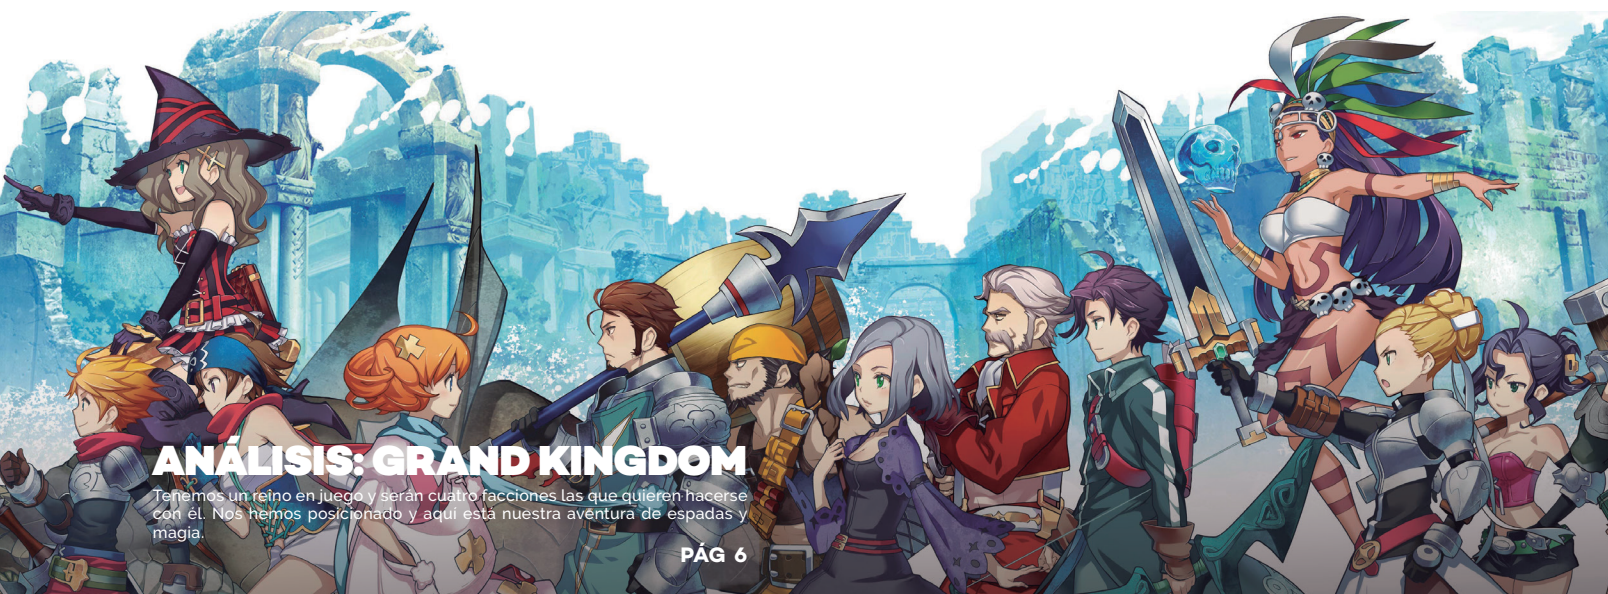 ANÁLISIS: GRAND KINGDOM
Tenemos un reino en juego y serán cuatro facciones las que quieren hacerse
con él. Nos hemos posicionado y aquí está nuestra aventura de espadas y
magia.
PÁG 6